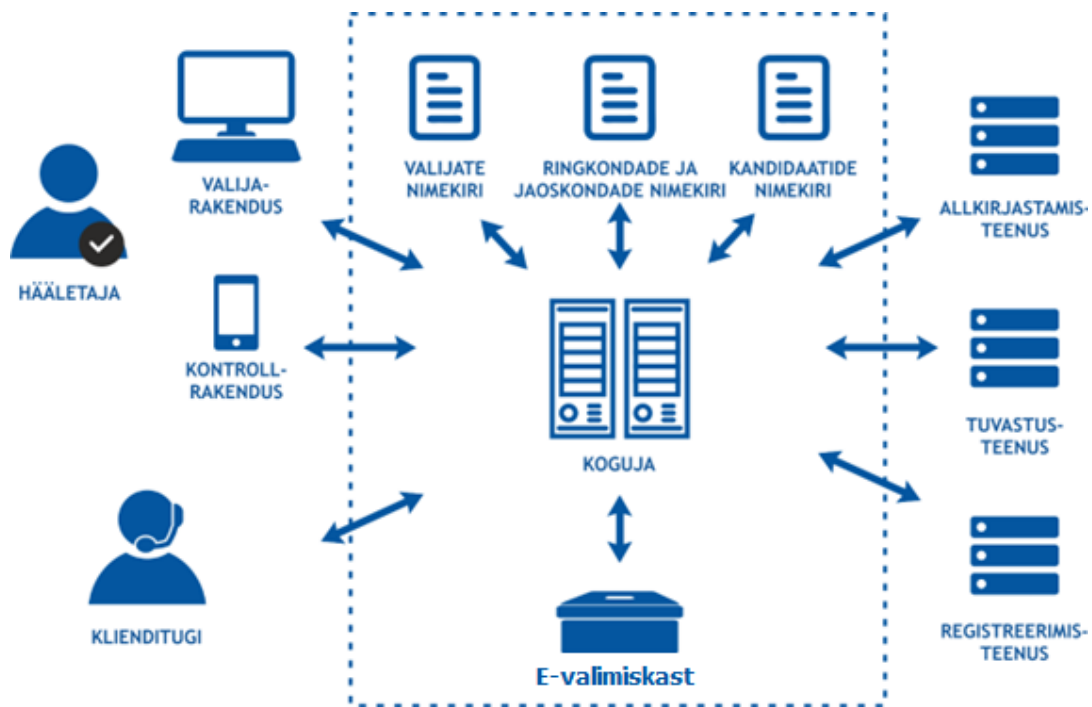 VALIJA-
RAKENDUS
HÄÄLETAJA
KONTROLL-
RAKENDUS
KLIENDITUGI
VALIJATE
NIMEKIRI
RINGKONDADE JA
JAOSKONDADE NIMEKIRI
KANDIDAATIDE
NIMEKIRI
KOGUJA
E-valimiskast
ALLKIRJASTAMIS-
TEENUS
TUVASTUS-
TEENUS
REGISTREERIMIS-
TEENUS